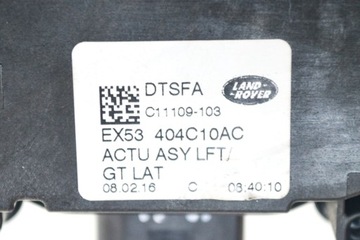 DTSFA
LAND-
ROVER
C11109-103
EX53 404C10AC
ACTU ASY LFT/
GT LAT
08.02.16 C 08:40:10